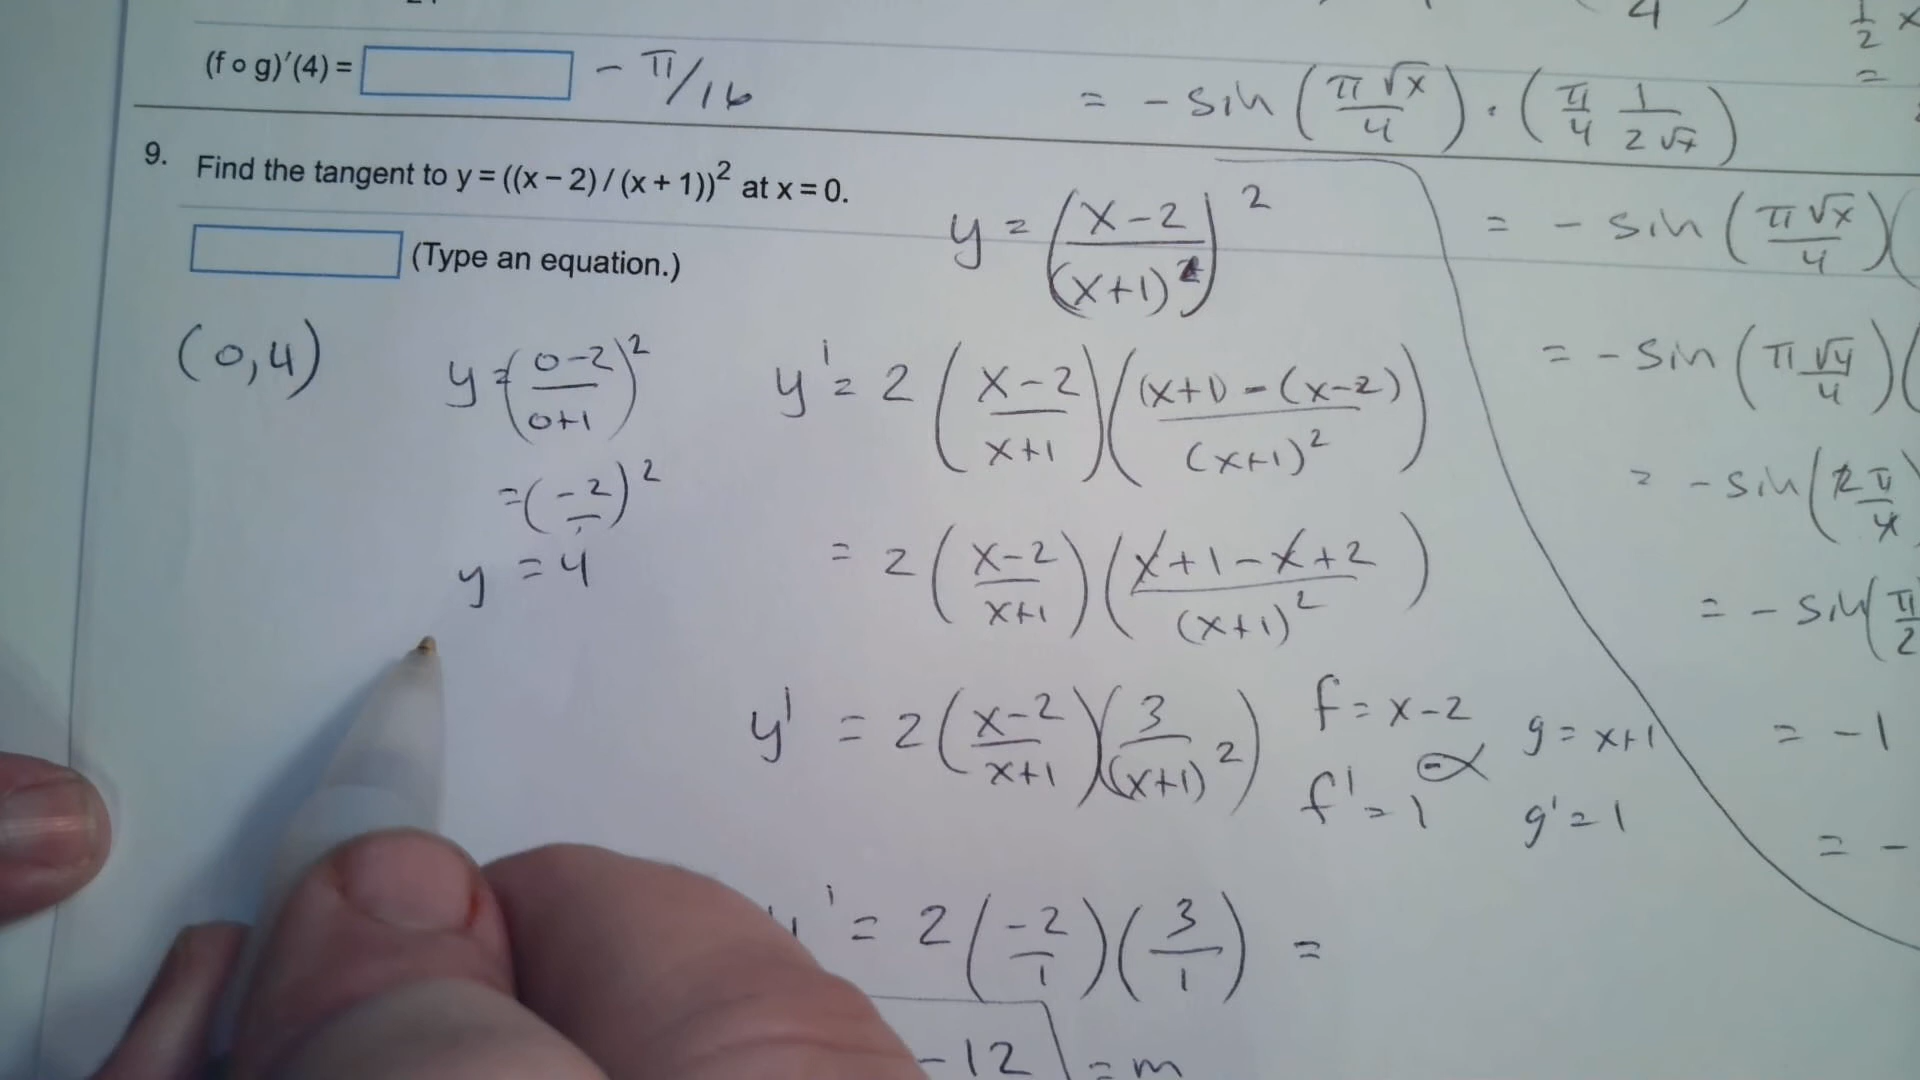 (f o g)′(4) =
- π/16
= - sin (π √x / 4) · (π/4 1/(2√x))
9. Find the tangent to y = ((x − 2) / (x + 1))² at x = 0.
(Type an equation.)
y = ((x-2)/(x+1)²)²
= - sin (π √x / 4) (
(0,4)
y = ((0-2)/(0+1))²
y' = 2 ((x-2)/(x+1)) (((x+1) - (x-2))/(x+1)²)
= - sin (π √4 / 4) (
= (-2/1)²
= - sin (2π/4
y = 4
= 2 ((x-2)/(x+1)) ((x+1-x+2)/(x+1)²)
= - sin (π/2
y' = 2 ((x-2)/(x+1)) (3/(x+1)²)
f = x-2
g = x+1
f' = 1
g' = 1
= -1
= -
y' = 2 (-2/1) (3/1) =
-12 = m